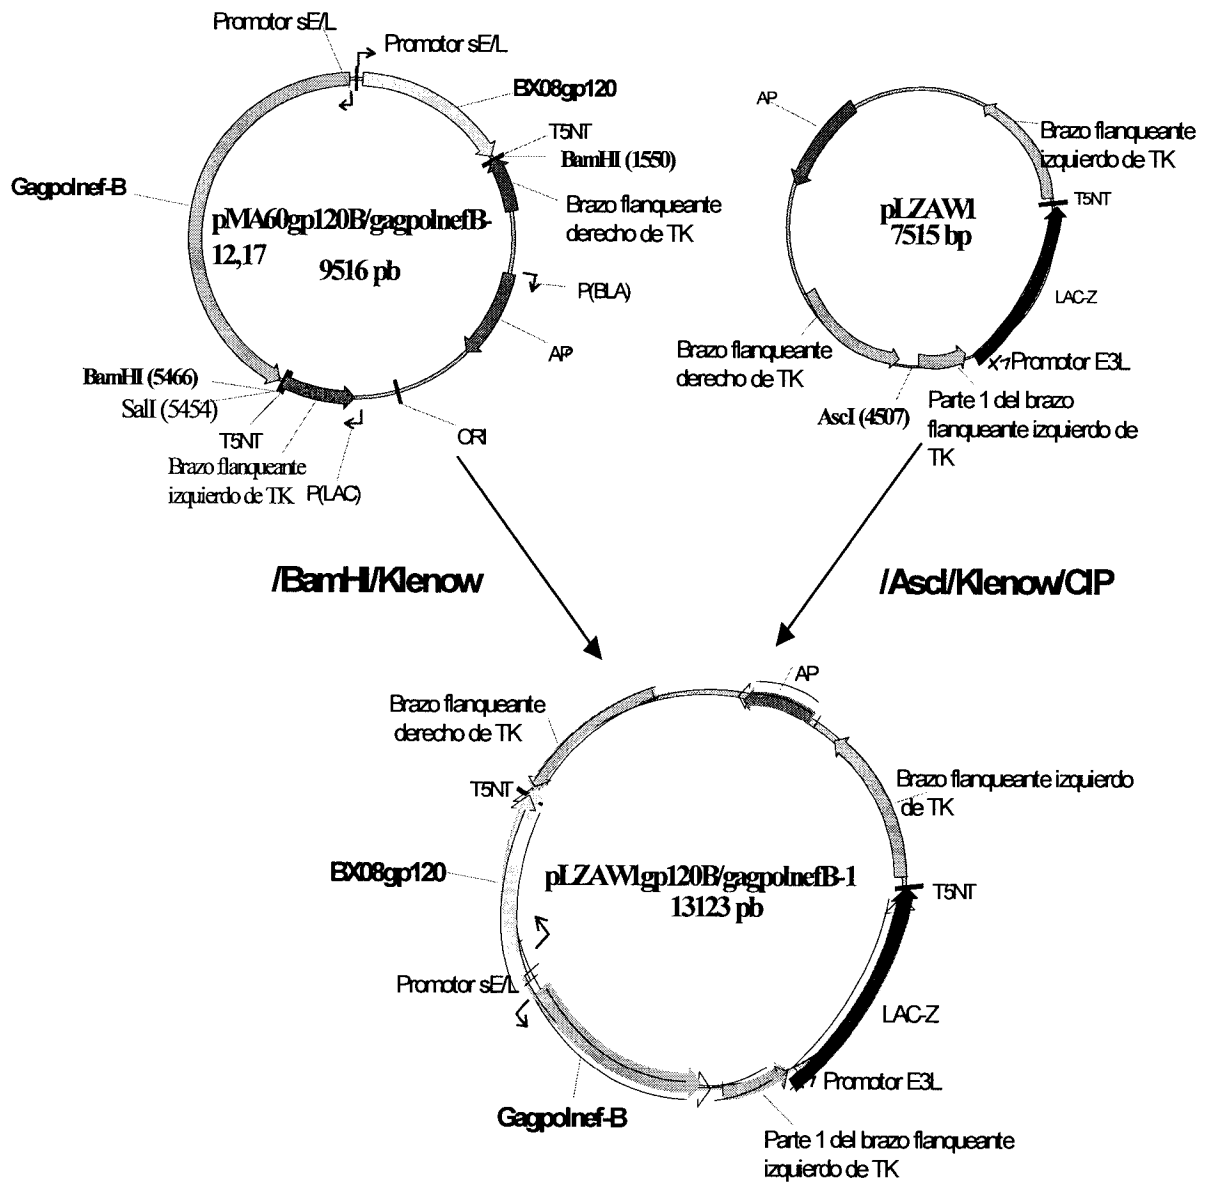 Promotor sE/L
Promotor sE/L
BX08gp120
T5NT
BamHI (1550)
GagpolnefB
Brazo flanqueante
derecho de TK
pMA60gp120B/gagpolnefB-
12,17
9516 pb
P(BLA)
AP
BamHI (5466)
SalI (5454)
T5NT
Brazo flanqueante
izquierdo de TK
P(LAC)
ORI
AP
Brazo flanqueante
izquierdo de TK
T5NT
pLZAW1
7515 bp
LAC-Z
Brazo flanqueante
derecho de TK
Promotor E3L
AscI (4507)
Parte 1 del brazo
flanqueante izquierdo de
TK
/BamHI/Klenow
/AscI/Klenow/CIP
AP
Brazo flanqueante
derecho de TK
T5NT
Brazo flanqueante izquierdo
de TK
BX08gp120
pLZAW1gp120B/gagpolnefB-1
13123 pb
T5NT
Promotor sE/L
LAC-Z
Promotor E3L
Gagpolnef-B
Parte 1 del brazo flanqueante
izquierdo de TK